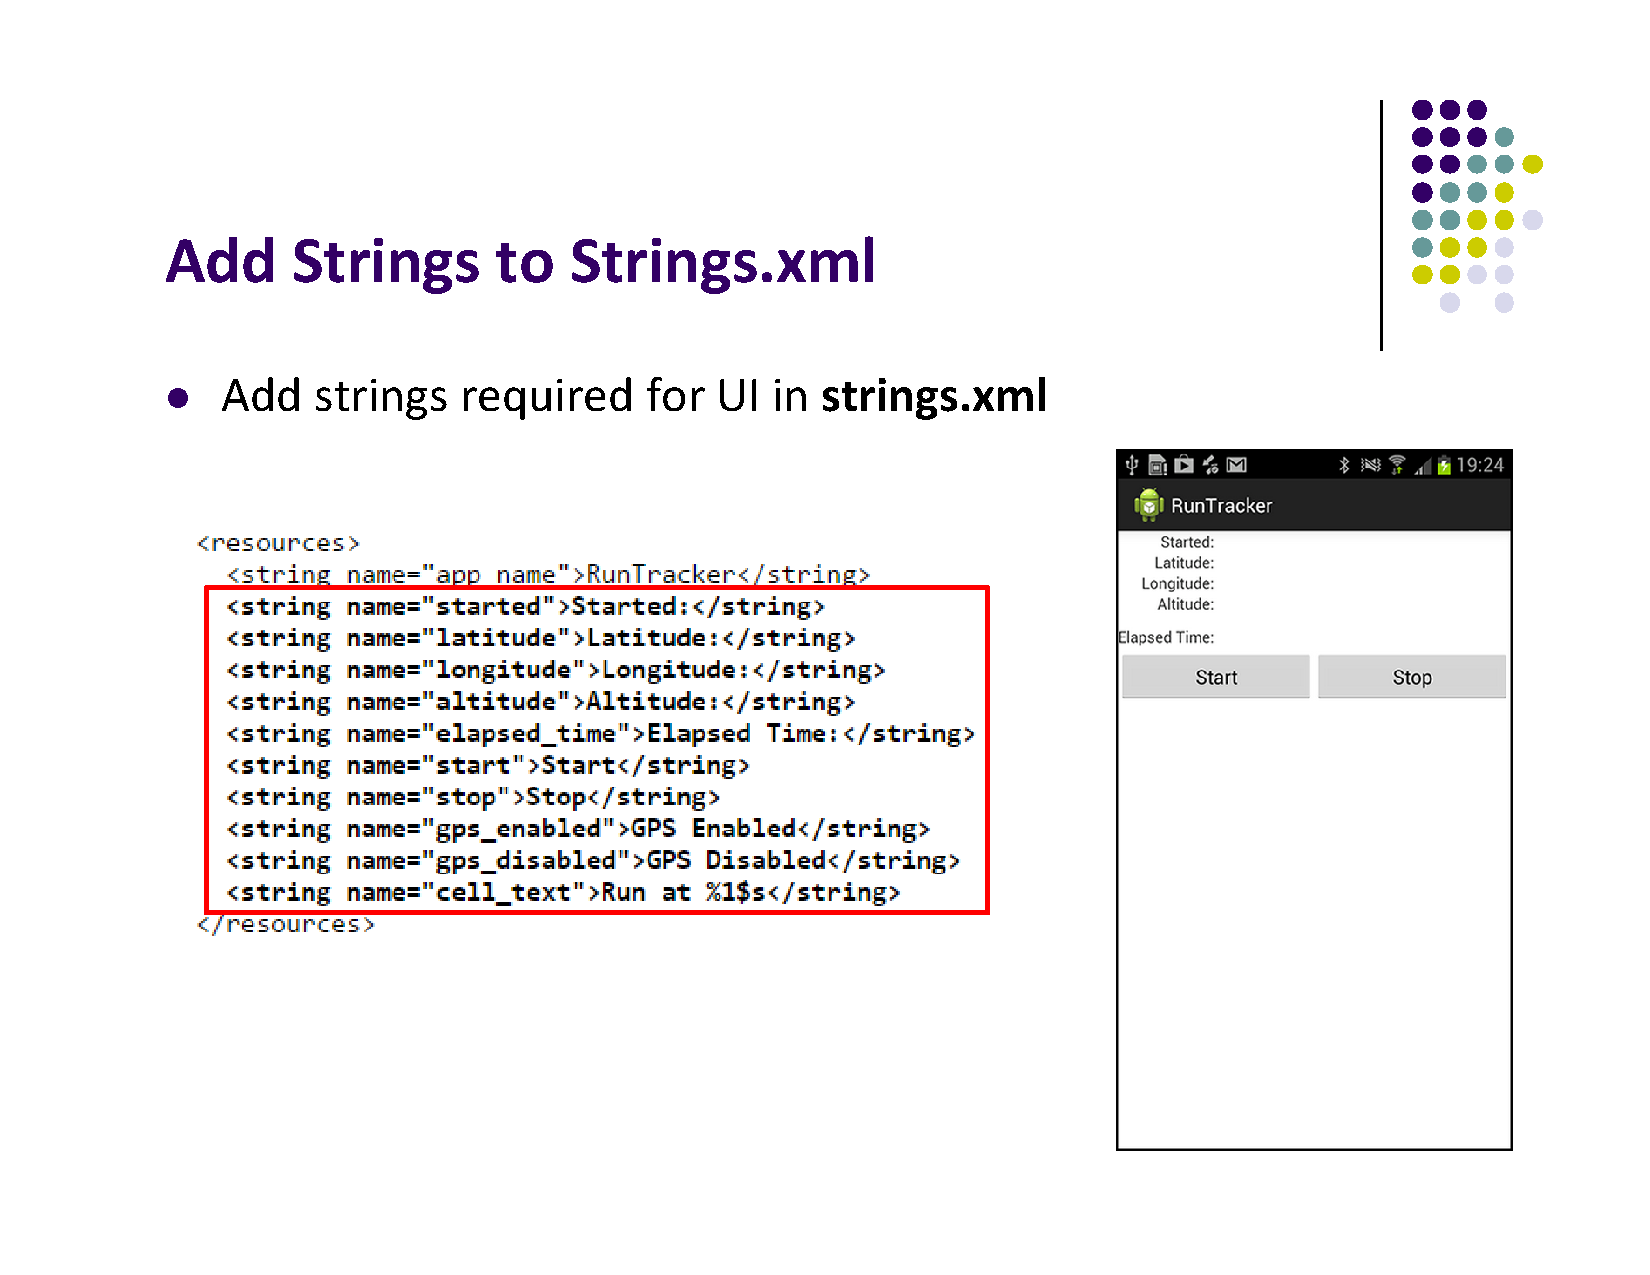 Add Strings to Strings.xml
● Add strings required for UI in strings.xml
<resources>
<string name="app_name">RunTracker</string>
<string name="started">Started:</string>
<string name="latitude">Latitude:</string>
<string name="longitude">Longitude:</string>
<string name="altitude">Altitude:</string>
<string name="elapsed_time">Elapsed Time:</string>
<string name="start">Start</string>
<string name="stop">Stop</string>
<string name="gps_enabled">GPS Enabled</string>
<string name="gps_disabled">GPS Disabled</string>
<string name="cell_text">Run at %1$s</string>
</resources>
19:24
RunTracker
Started:
Latitude:
Longitude:
Altitude:
Elapsed Time:
Start Stop